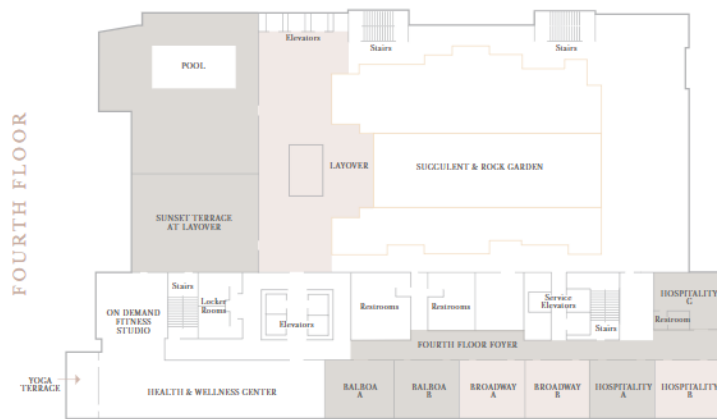 FOURTH FLOOR
Elevators
Stairs
Stairs
POOL
LAYOVER
SUCCULENT & ROCK GARDEN
SUNSET TERRACE
AT LAYOVER
Stairs
Locker
Rooms
ON DEMAND
FITNESS
STUDIO
Elevators
Restrooms
Restrooms
Service
Elevators
Stairs
HOSPITALITY
C
Restroom
FOURTH FLOOR FOYER
YOGA
TERRACE
HEALTH & WELLNESS CENTER
BALBOA
A
BALBOA
B
BROADWAY
A
BROADWAY
B
HOSPITALITY
A
HOSPITALITY
B